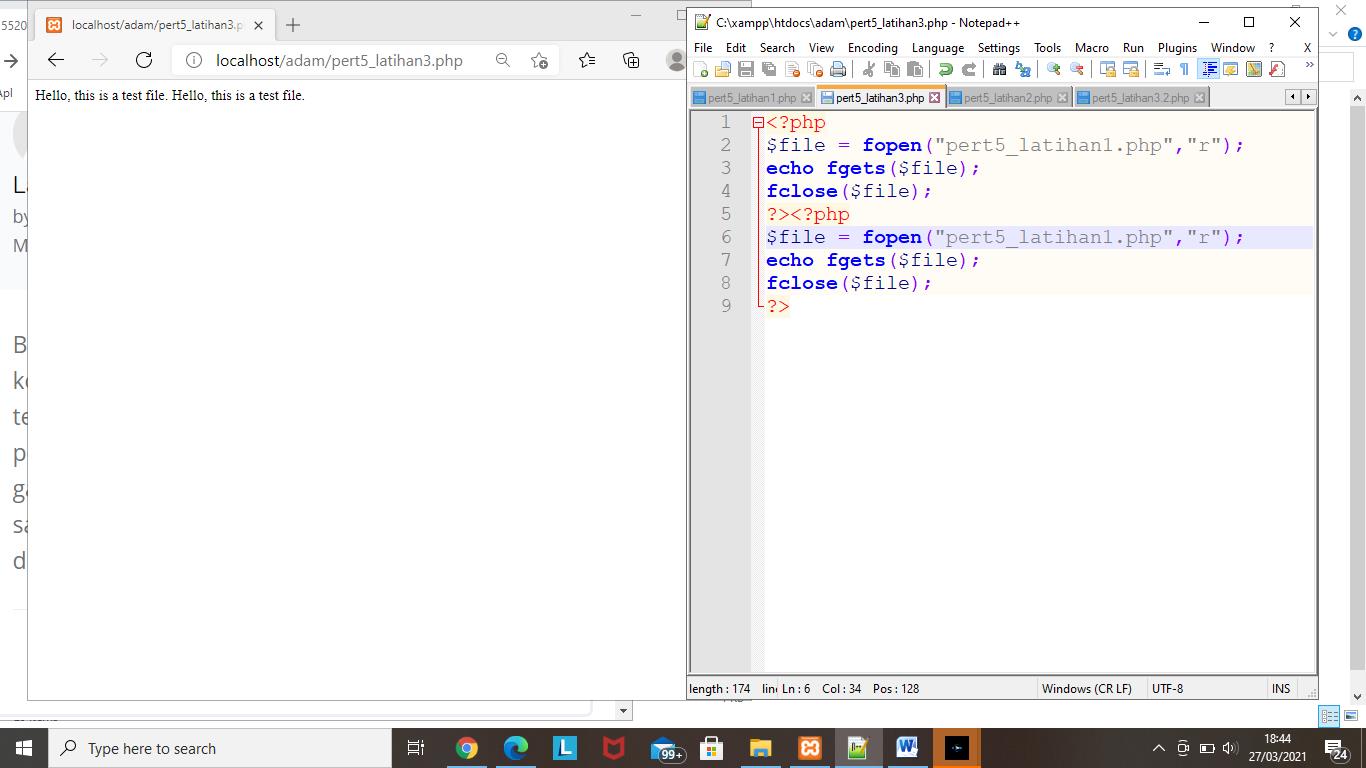 5520
Apl
L
by
M
B
k
te
p
g
sa
d
localhost/adam/pert5_latihan3.p
localhost/adam/pert5_latihan3.php
Hello, this is a test file. Hello, this is a test file.
C:\xampp\htdocs\adam\pert5_latihan3.php - Notepad++
File Edit Search View Encoding Language Settings Tools Macro Run Plugins Window ? X
pert5_latihan1.php pert5_latihan3.php pert5_latihan2.php pert5_latihan3.2.php
1 <?php
2 $file = fopen("pert5_latihan1.php","r");
3 echo fgets($file);
4 fclose($file);
5 ?><?php
6 $file = fopen("pert5_latihan1.php","r");
7 echo fgets($file);
8 fclose($file);
9 ?>
length : 174 lin Ln : 6 Col : 34 Pos : 128 Windows (CR LF) UTF-8 INS
Type here to search
99+
18:44
27/03/2021
24